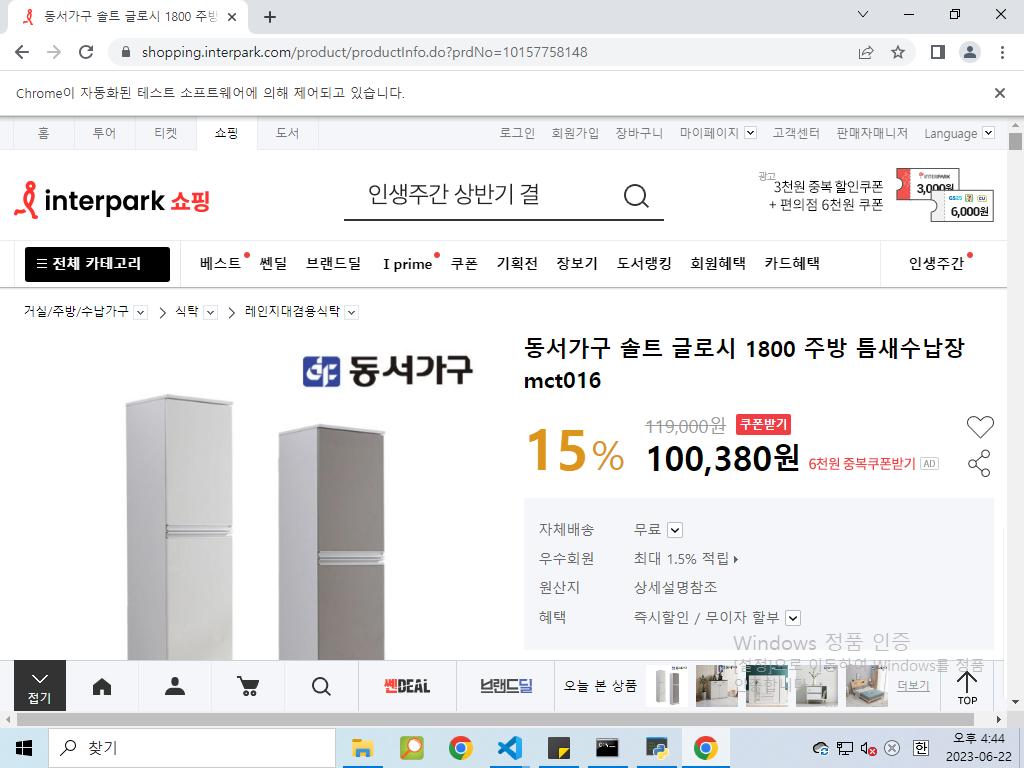 동서가구 솔트 글로시 1800 주방
shopping.interpark.com/product/productInfo.do?prdNo=10157758148
Chrome이 자동화된 테스트 소프트웨어에 의해 제어되고 있습니다.
홈 투어 티켓 쇼핑 도서 로그인 회원가입 장바구니 마이페이지 고객센터 판매자매니저 Language
광고
interpark 쇼핑 인생주간 상반기 결 3천원 중복 할인쿠폰
+ 편의점 6천원 쿠폰
INTERPARK
3,000원
GS25 CU
6,000원
전체 카테고리 베스트 쎈딜 브랜드딜 I prime 쿠폰 기획전 장보기 도서랭킹 회원혜택 카드혜택 인생주간
거실/주방/수납가구 식탁 레인지대겸용식탁
동서가구
동서가구 솔트 글로시 1800 주방 틈새수납장
mct016
15% 119,000원 쿠폰받기
100,380원 6천원 중복쿠폰받기 AD
자체배송 무료
우수회원 최대 1.5% 적립
원산지 상세설명참조
혜택 즉시할인 / 무이자 할부
Windows 정품 인증
[설정]으로 이동하여 Windows를 정품
인증합니다.
접기 쎈DEAL 브랜드딜 오늘 본 상품 더보기 TOP
찾기
한
오후 4:44
2023-06-22